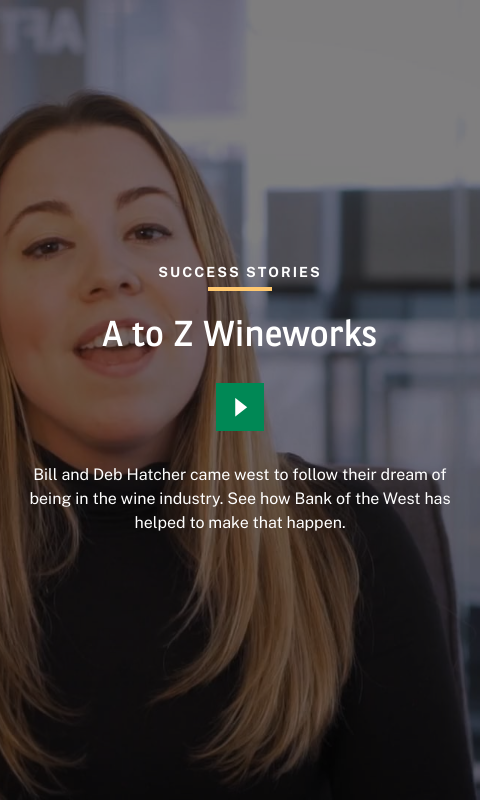 SUCCESS STORIES
A to Z Wineworks
Bill and Deb Hatcher came west to follow their dream of
being in the wine industry. See how Bank of the West has
helped to make that happen.